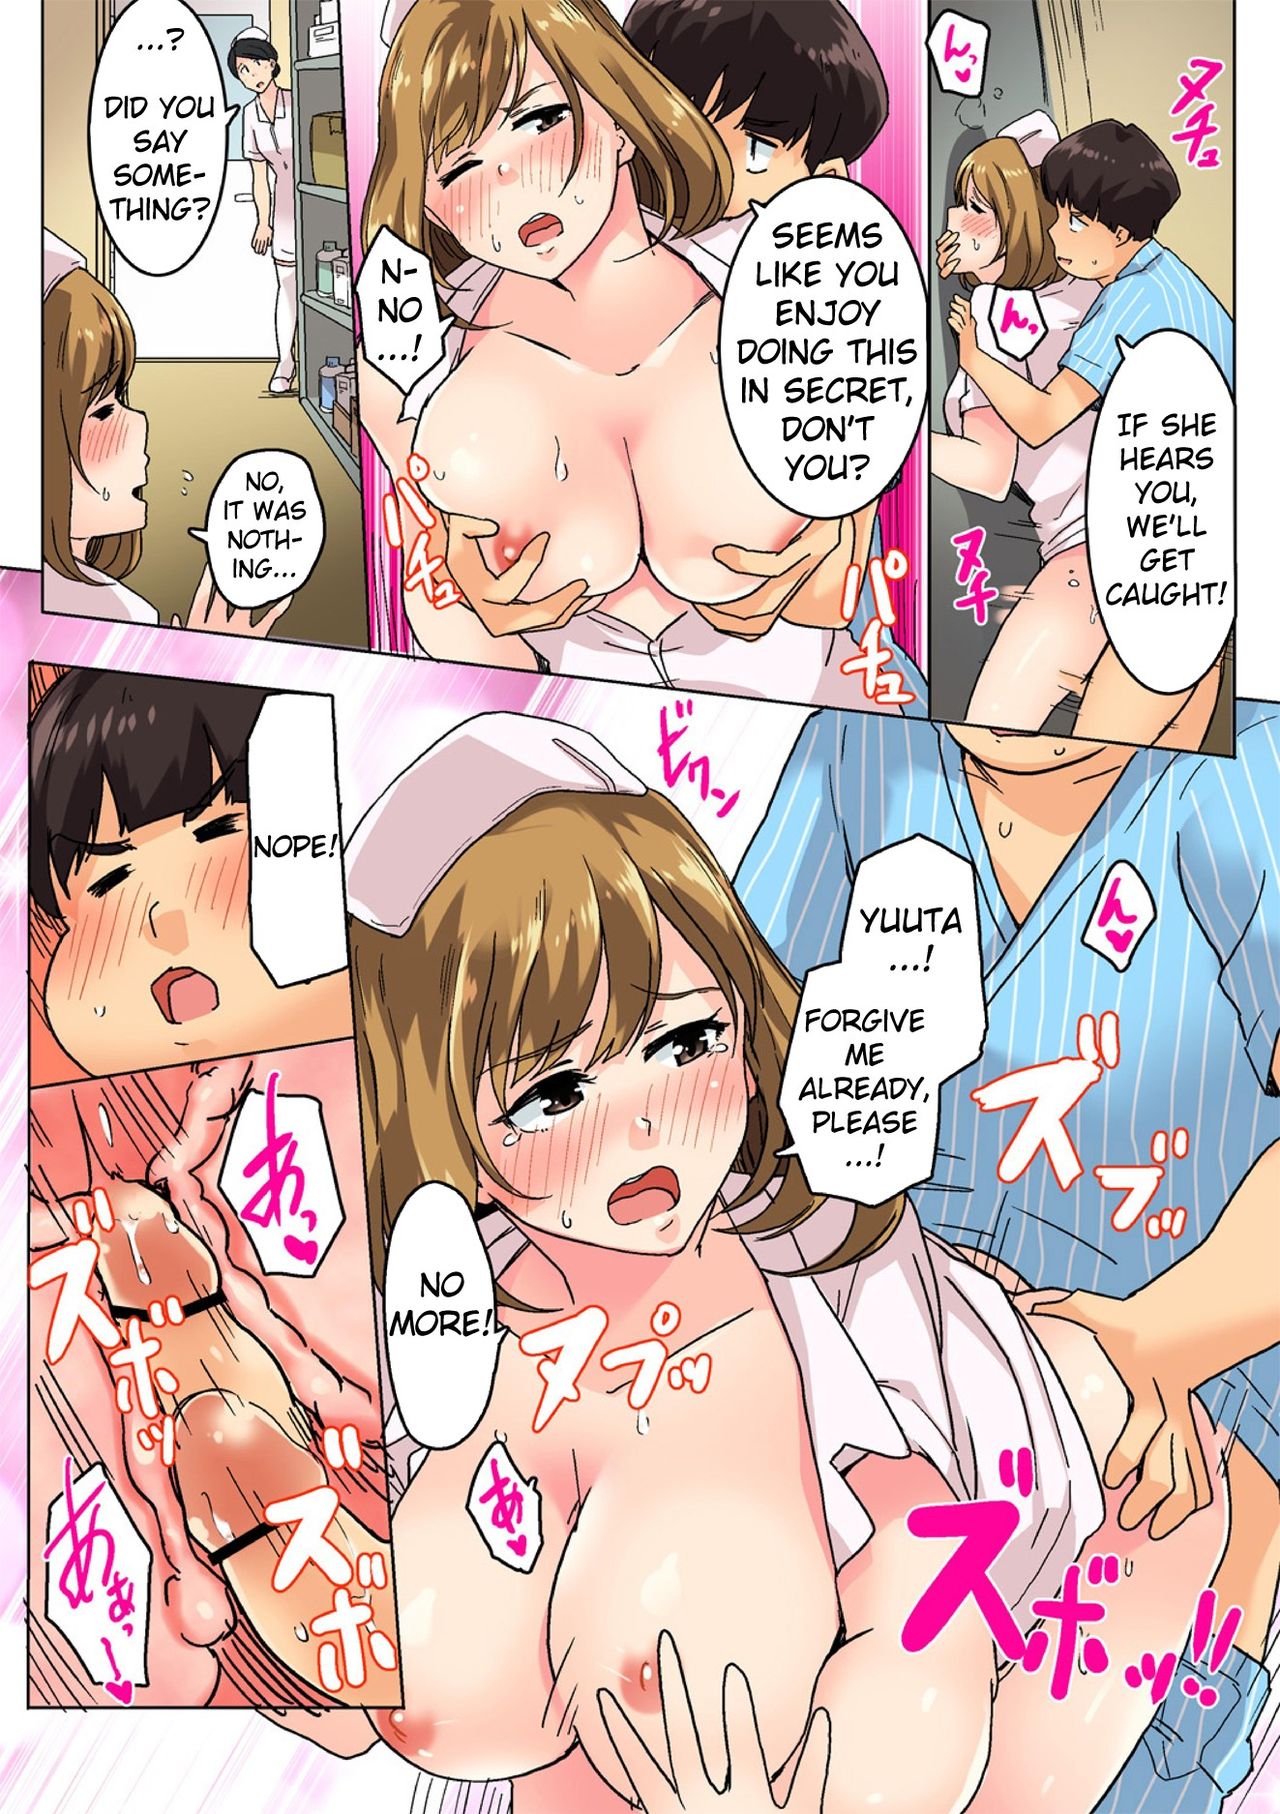 んっ
ヌチュ
んっ
IF SHE
HEARS
YOU,
WE'LL
GET
CAUGHT!
ヌチ
SEEMS
LIKE YOU
ENJOY
DOING THIS
IN SECRET,
DON'T
YOU?
N-
NO
...!
パチュ
パチュ
...?
DID YOU
SAY
SOME-
THING?
NO,
IT WAS
NOTH-
ING...
ビクン
YUUTA
...!
FORGIVE
ME
ALREADY,
PLEASE
...!
ん
ズブッ
NO
MORE!
ヌプッ
あ
ズボッ!!
NOPE!
あっ
ズボッ
ズボ
あぁっ